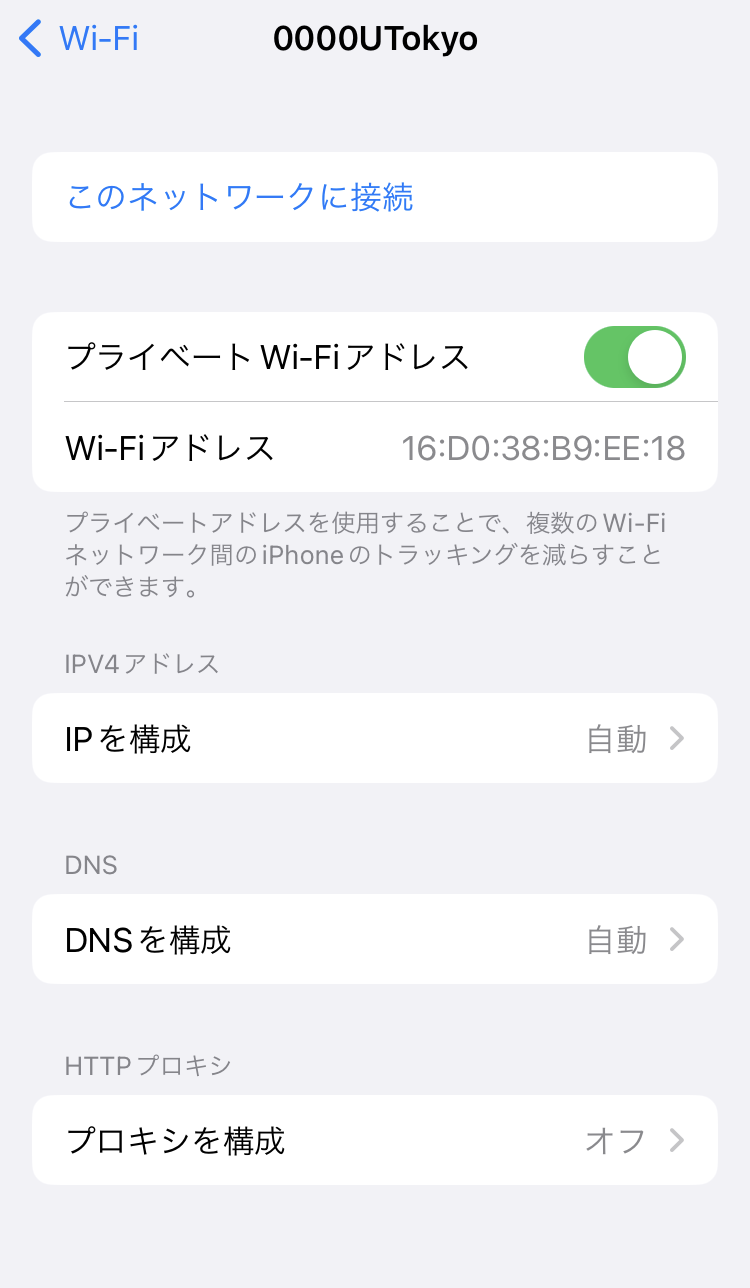 Wi-Fi
0000UTokyo
このネットワークに接続
プライベート Wi-Fiアドレス
Wi-Fiアドレス 16:D0:38:B9:EE:18
プライベートアドレスを使用することで、複数のWi-Fi
ネットワーク間のiPhoneのトラッキングを減らすこと
ができます。
IPV4アドレス
IPを構成 自動
DNS
DNSを構成 自動
HTTPプロキシ
プロキシを構成 オフ